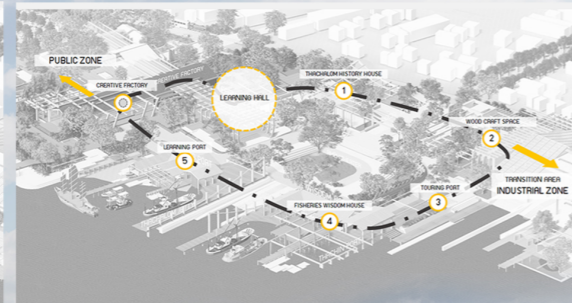 PUBLIC ZONE
CREATIVE FACTORY
LEARNING HALL
THACHALOM HISTORY HOUSE
1
WOOD CRAFT SPACE
2
TRANSITION AREA
INDUSTRIAL ZONE
TOURING PORT
3
FISHERIES WISDOM HOUSE
4
LEARNING PORT
5